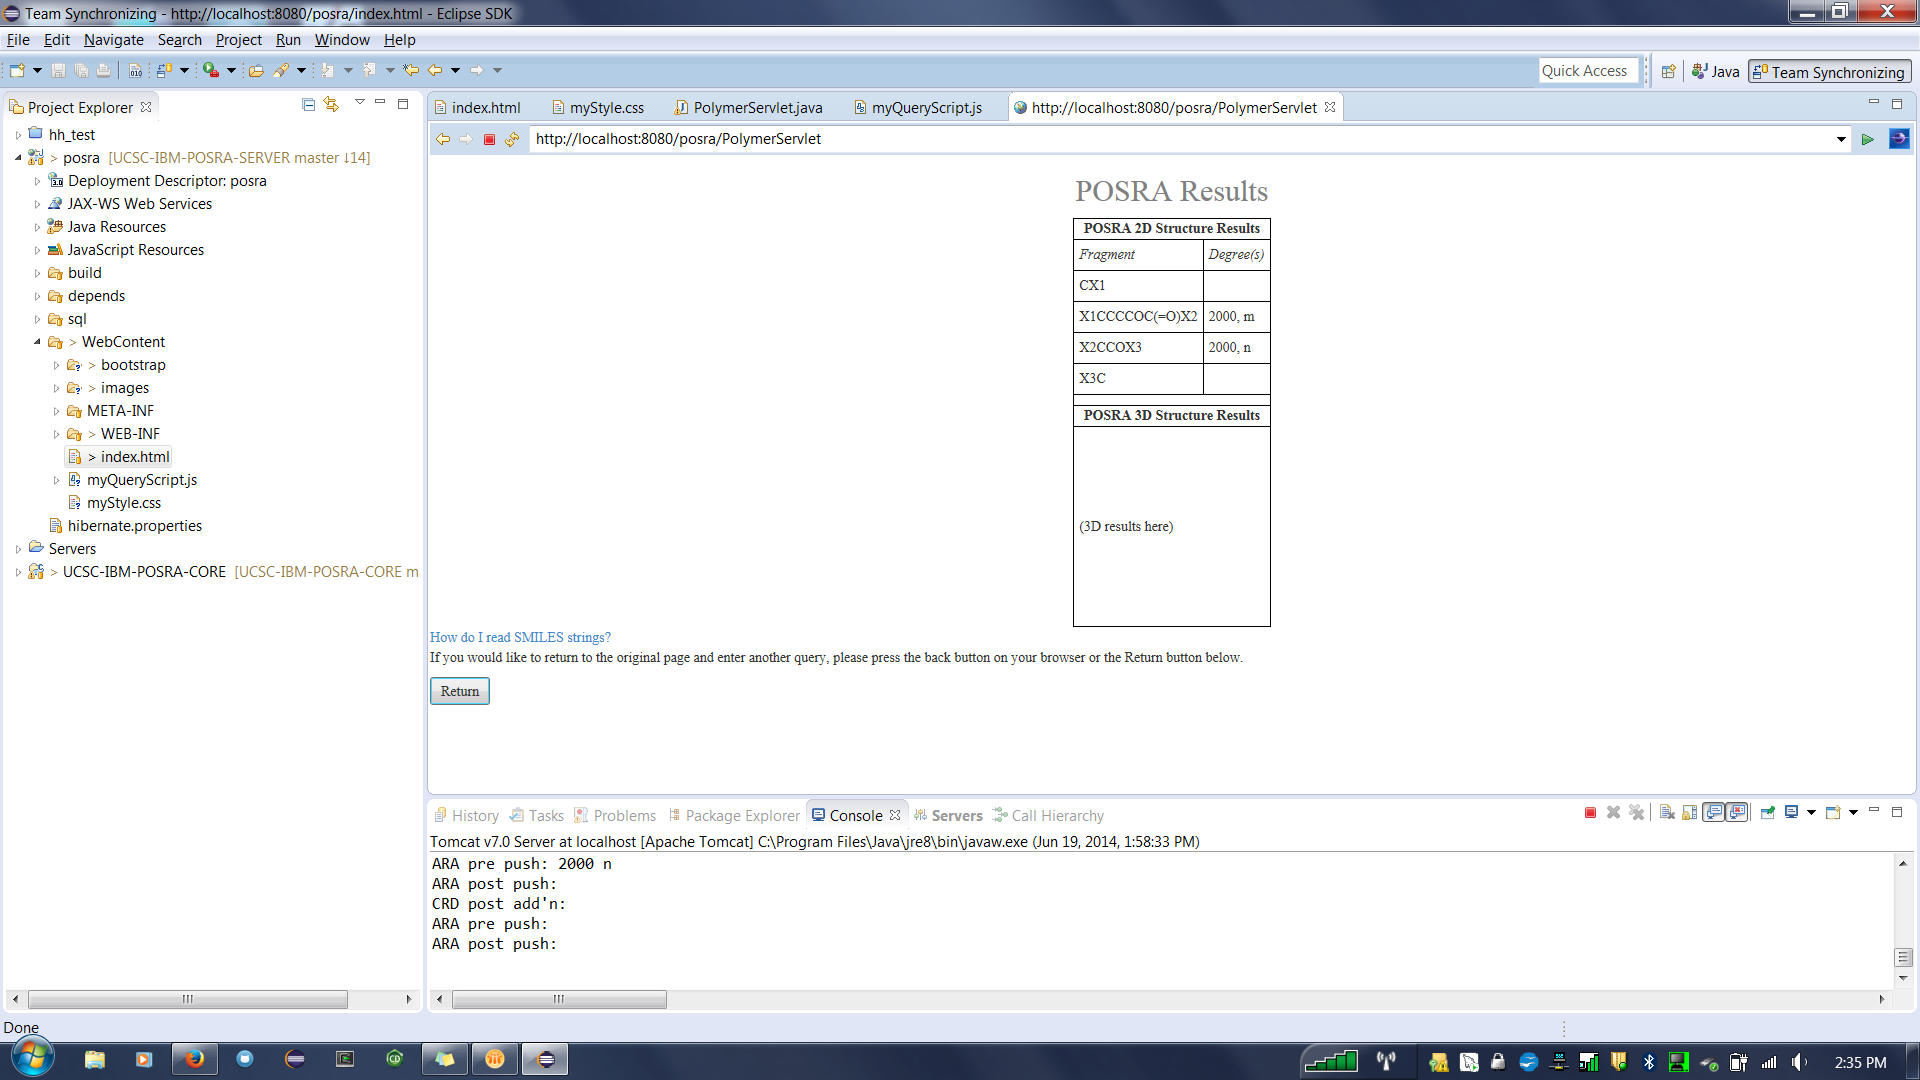 Team Synchronizing - http://localhost:8080/posra/index.html - Eclipse SDK
File Edit Navigate Search Project Run Window Help
Quick Access Java Team Synchronizing
Project Explorer
hh_test
> posra [UCSC-IBM-POSRA-SERVER master ↓14]
Deployment Descriptor: posra
JAX-WS Web Services
Java Resources
JavaScript Resources
build
depends
sql
> WebContent
> bootstrap
> images
META-INF
> WEB-INF
> index.html
myQueryScript.js
myStyle.css
hibernate.properties
Servers
> UCSC-IBM-POSRA-CORE [UCSC-IBM-POSRA-CORE m
index.html myStyle.css PolymerServlet.java myQueryScript.js http://localhost:8080/posra/PolymerServlet
http://localhost:8080/posra/PolymerServlet
POSRA Results
POSRA 2D Structure Results
Fragment Degree(s)
CX1
X1CCCCOC(=O)X2 2000, m
X2CCOX3 2000, n
X3C
POSRA 3D Structure Results
(3D results here)
How do I read SMILES strings?
If you would like to return to the original page and enter another query, please press the back button on your browser or the Return button below.
Return
History Tasks Problems Package Explorer Console Servers Call Hierarchy
Tomcat v7.0 Server at localhost [Apache Tomcat] C:\Program Files\Java\jre8\bin\javaw.exe (Jun 19, 2014, 1:58:33 PM)
ARA pre push: 2000 n
ARA post push:
CRD post add'n:
ARA pre push:
ARA post push:
Done
2:35 PM